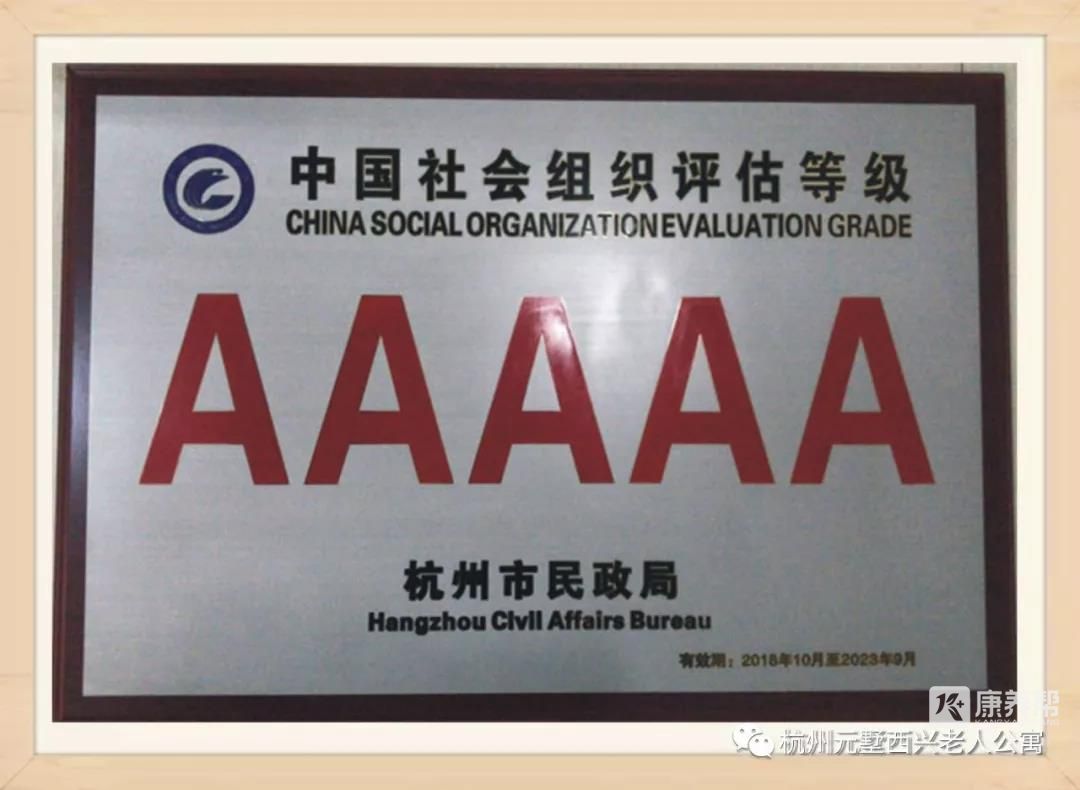 中国社会组织评估等级
CHINA SOCIAL ORGANIZATION EVALUATION GRADE
AAAAA
杭州市民政局
Hangzhou Civil Affairs Bureau
有效期：2018年10月至2023年9月
K+ 康养帮
杭州元墅西兴老人公寓